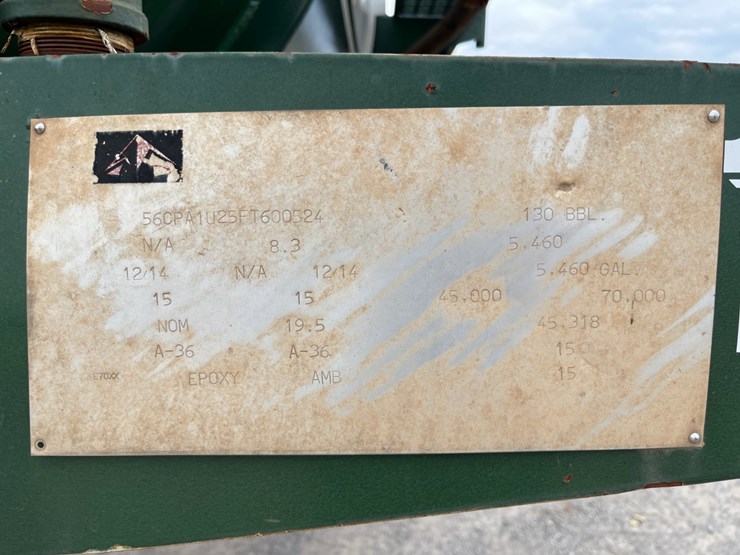 56CPA1U25FT600524 130 BBL.
N/A 8.3 5.460
12/14 N/A 12/14 5.460 GAL.
15 15 45.000 70.000
NOM 19.5 45.318
A-36 A-36 15
E70XX EPOXY AMB 15